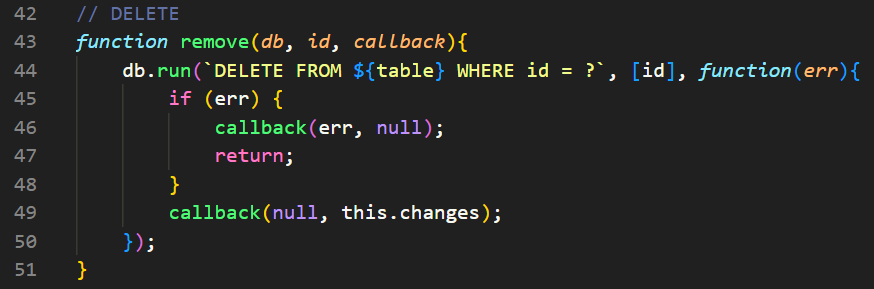 42 // DELETE
43 function remove(db, id, callback){
44     db.run(`DELETE FROM ${table} WHERE id = ?`, [id], function(err){
45         if (err) {
46             callback(err, null);
47             return;
48         }
49         callback(null, this.changes);
50     });
51 }